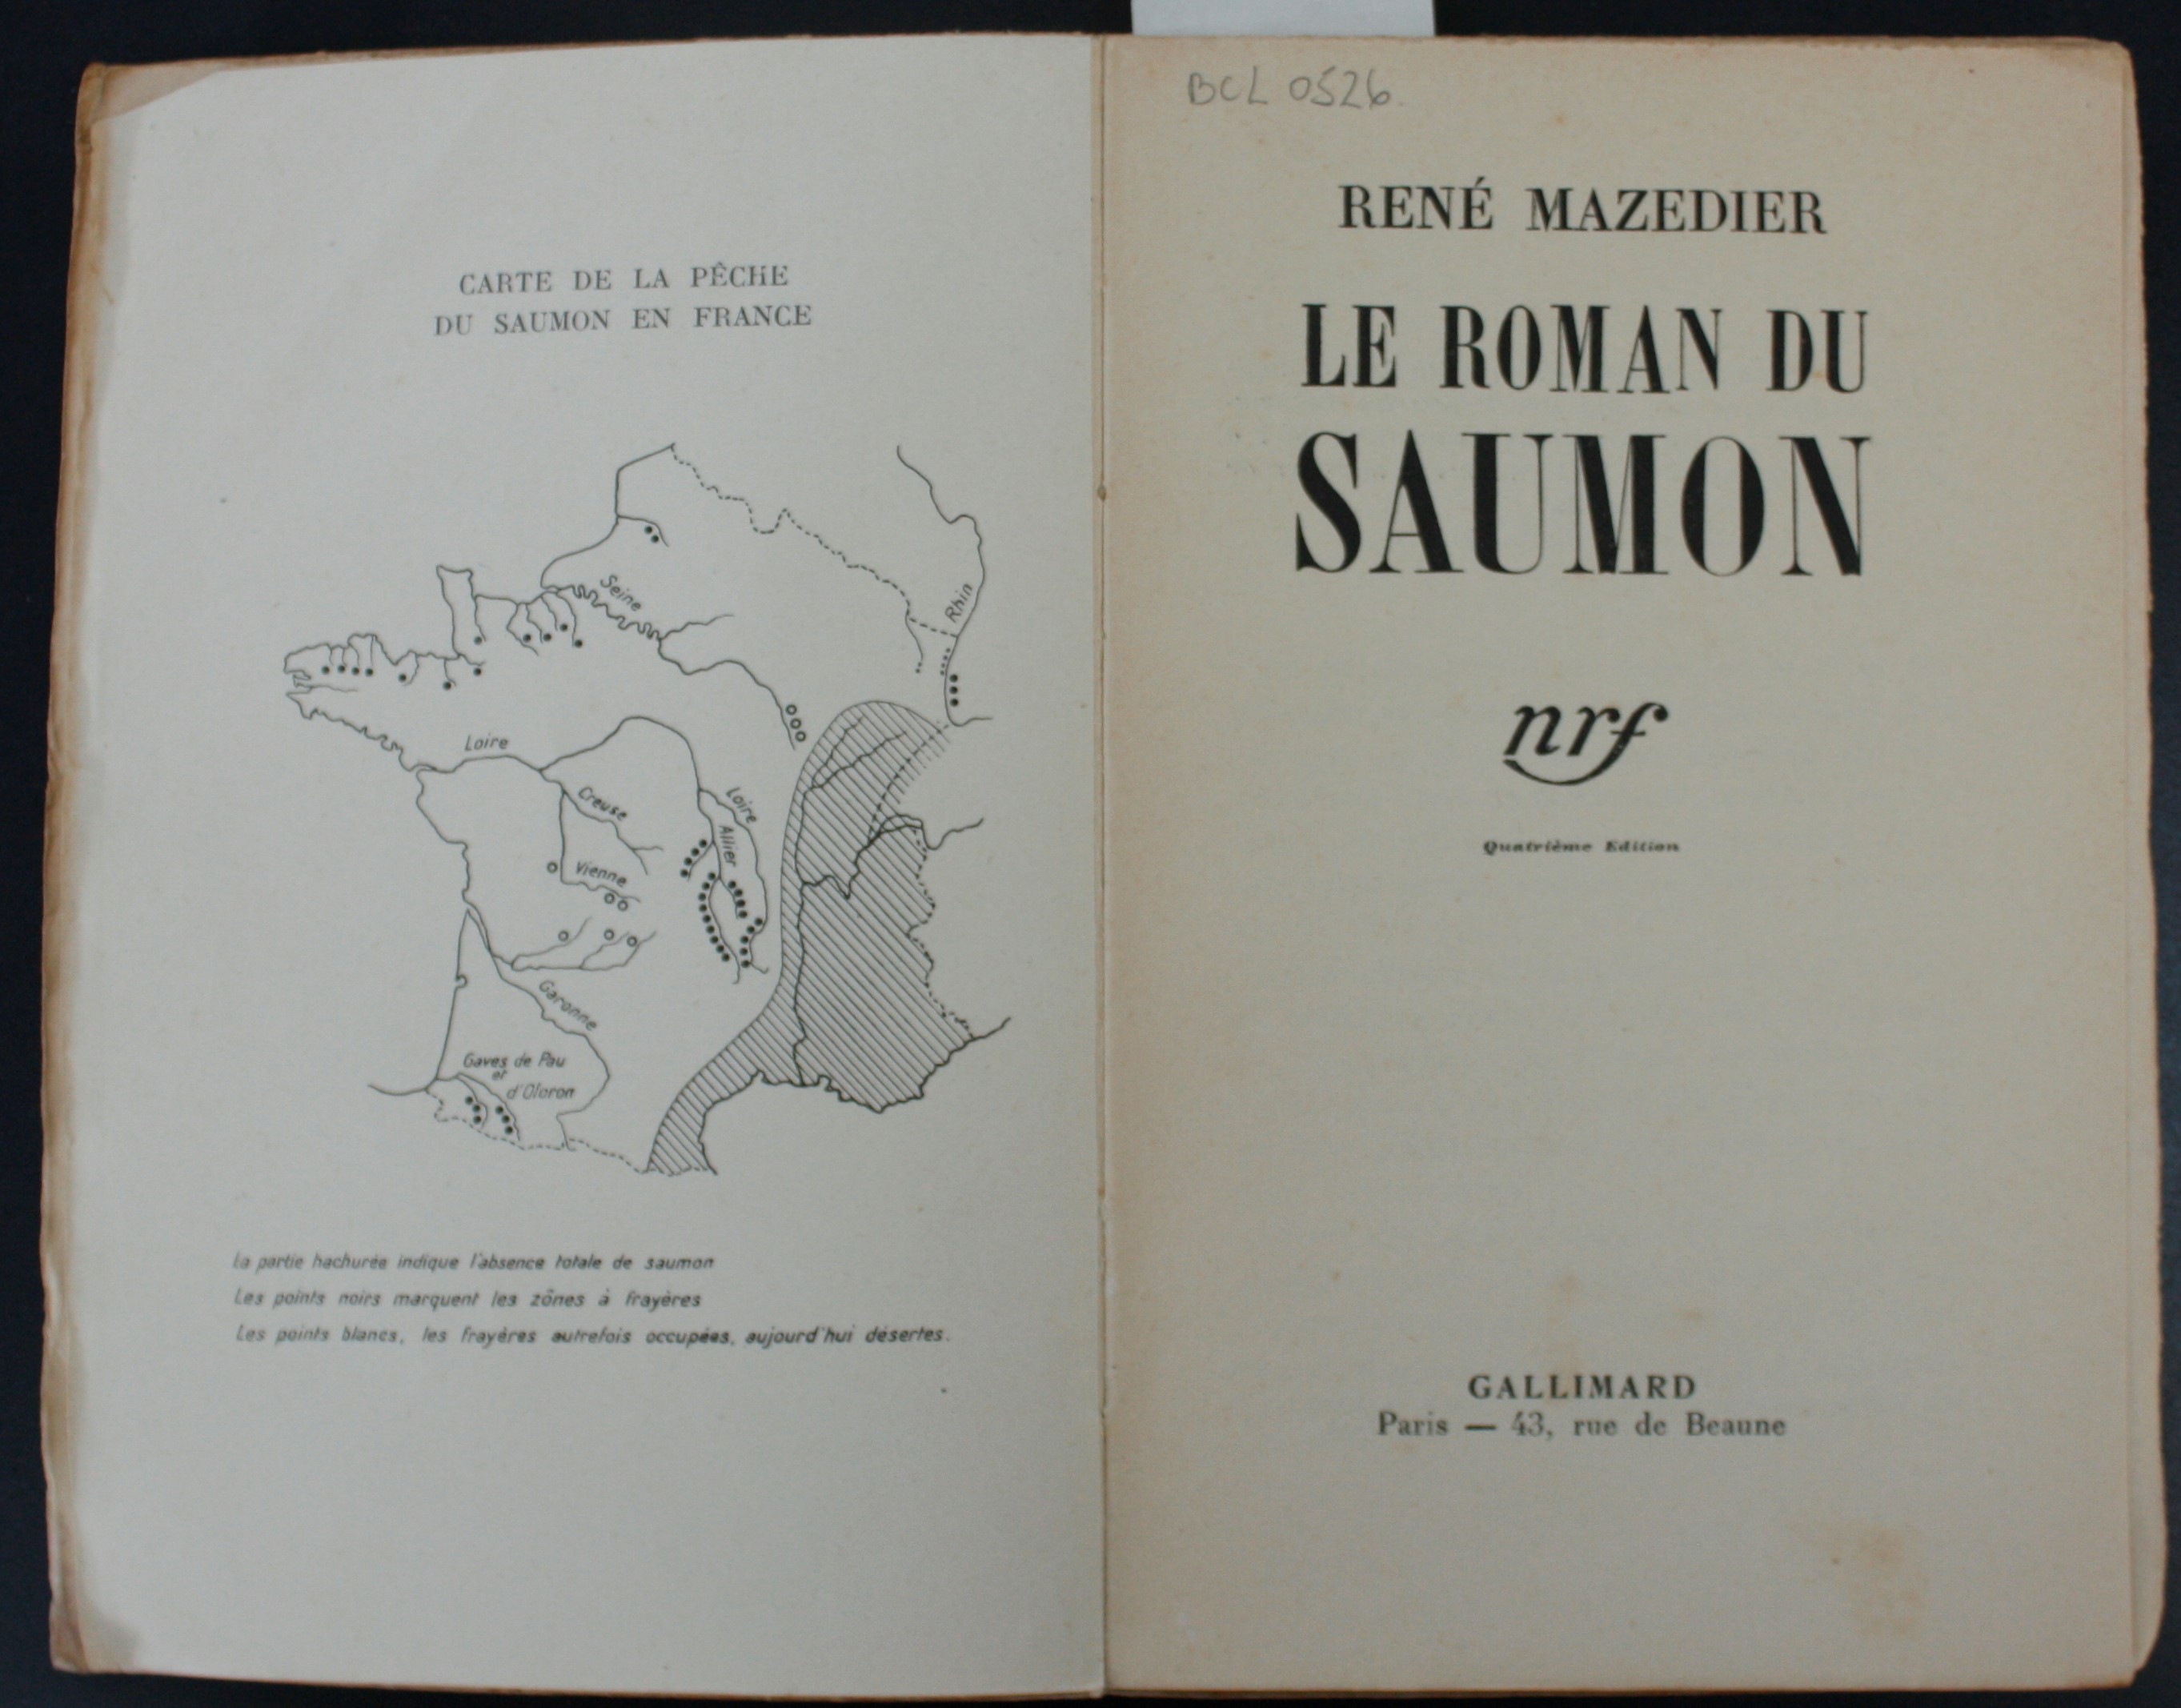 CARTE DE LA PÊCHE
DU SAUMON EN FRANCE
Seine
Rhin
Loire
Creuse
Loire
Allier
Vienne
Garonne
Gaves de Pau
et
d'Oloron
La partie hachurée indique l'absence totale de saumon
Les points noirs marquent les zônes à frayères
Les points blancs, les frayères autrefois occupées, aujourd'hui désertes.
BCL 0526.
RENÉ MAZEDIER
LE ROMAN DU
SAUMON
nrf
Quatrième Edition
GALLIMARD
Paris — 43, rue de Beaune